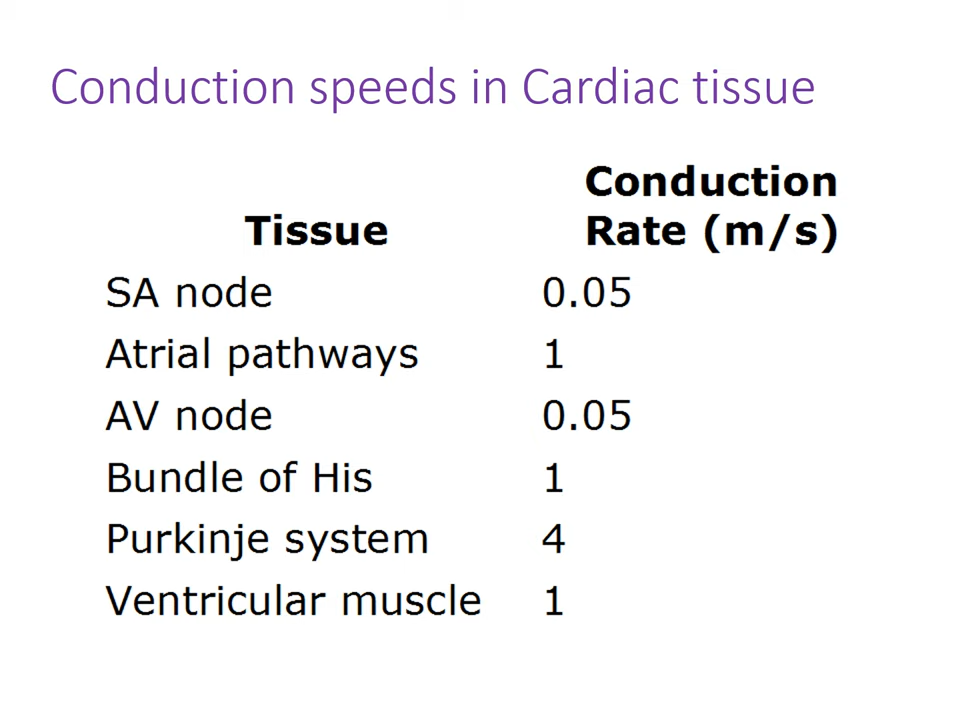 Conduction speeds in Cardiac tissue
Conduction
Tissue Rate (m/s)
SA node 0.05
Atrial pathways 1
AV node 0.05
Bundle of His 1
Purkinje system 4
Ventricular muscle 1